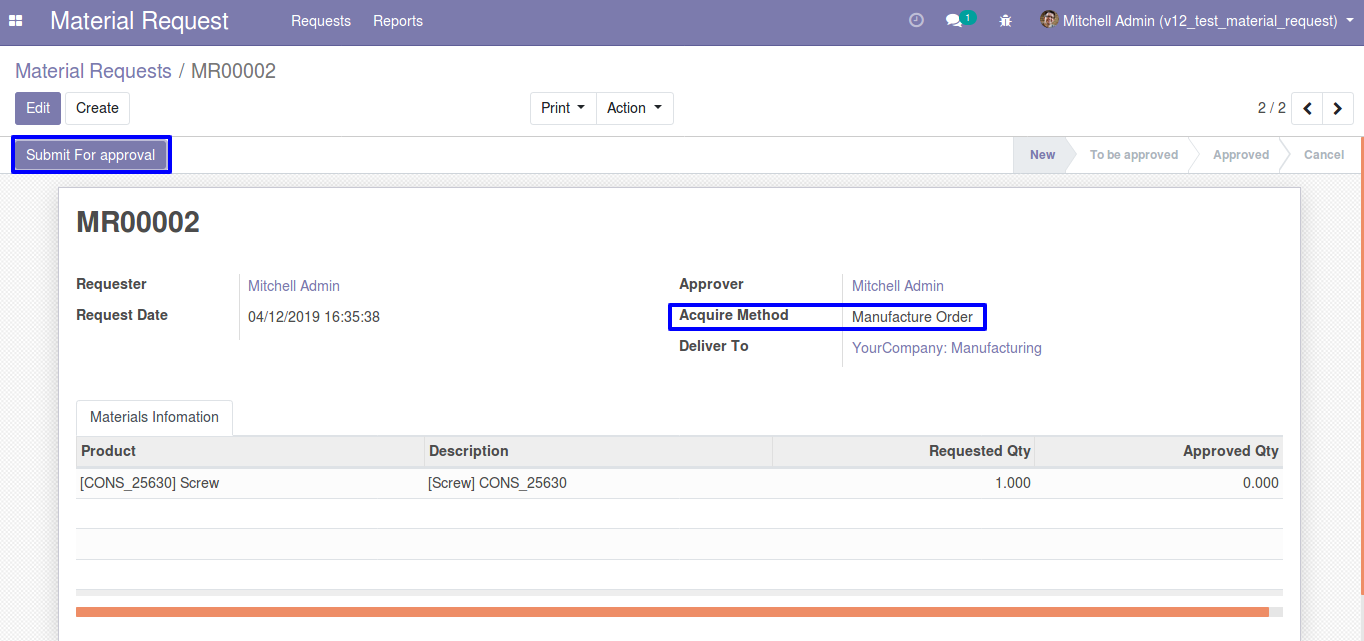 Material Request Requests Reports 1 Mitchell Admin (v12_test_material_request)
Material Requests / MR00002
Edit Create Print Action 2 / 2
Submit For approval New To be approved Approved Cancel
MR00002
Requester Mitchell Admin Approver Mitchell Admin
Request Date 04/12/2019 16:35:38 Acquire Method Manufacture Order
Deliver To YourCompany: Manufacturing
Materials Infomation
Product Description Requested Qty Approved Qty
[CONS_25630] Screw [Screw] CONS_25630 1.000 0.000